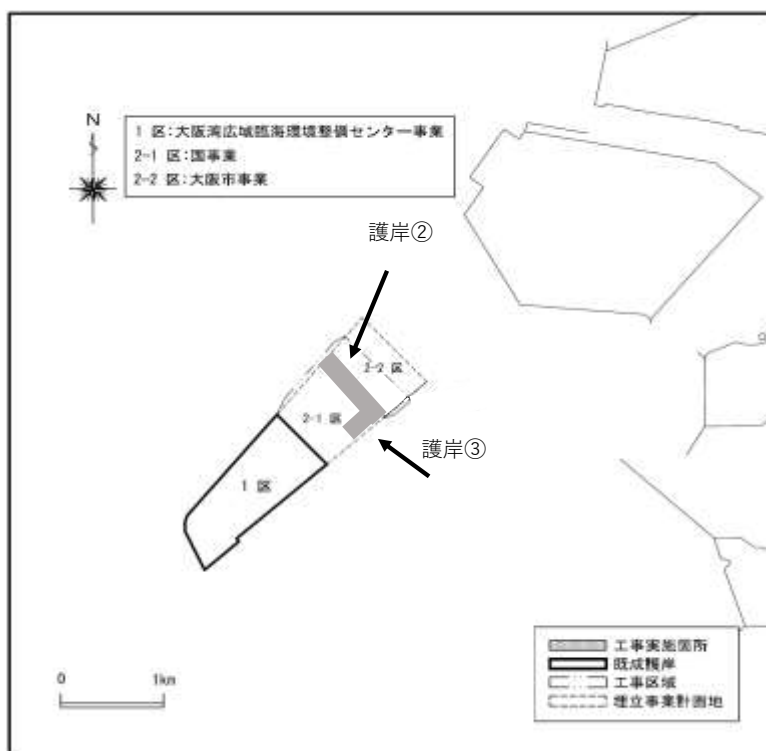 N
1 区:大阪湾広域臨海環境整備センター事業
2-1 区:国事業
2-2 区:大阪市事業
護岸②
2-2 区
2-1 区
護岸③
1 区
工事実施箇所
既成護岸
工事区域
埋立事業計画地
0 1km